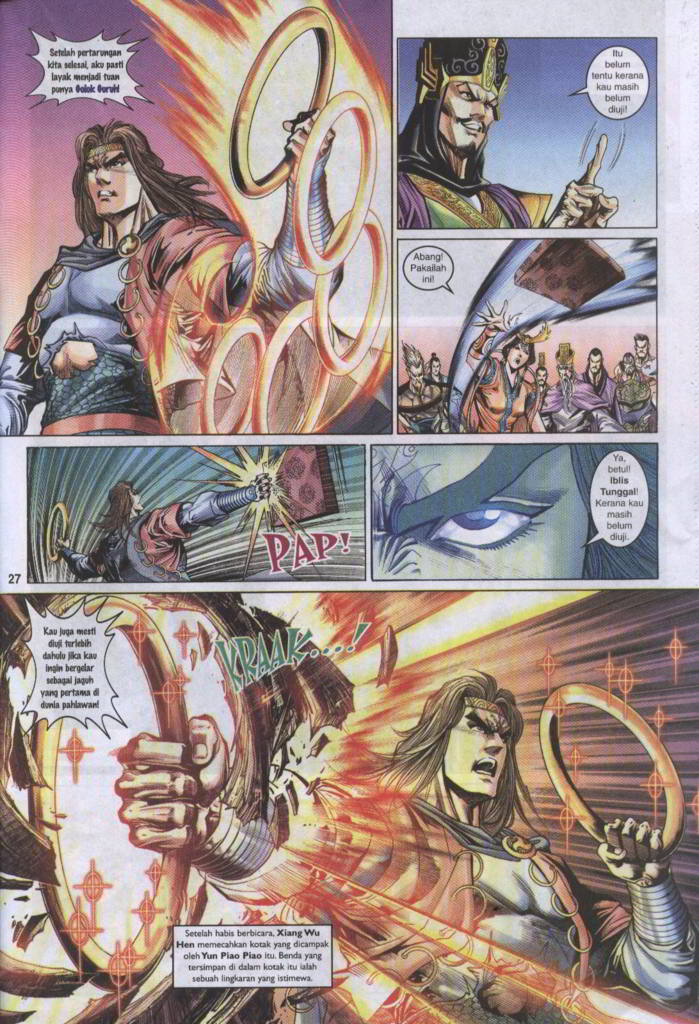 Setelah pertarungan
kita selesai, aku pasti
layak menjadi tuan
punya Golok Guruh!
Itu
belum
tentu kerana
kau masih
belum
diuji!
Abang!
Pakailah
ini!
PAP!
Ya,
betul!
Iblis
Tunggal!
Kerana kau
masih
belum
diuji.
27
Kau juga mesti
diuji terlebih
dahulu jika kau
ingin bergelar
sebagai jaguh
yang pertama di
dunia pahlawan!
KRAAK....!
Setelah habis berbicara, Xiang Wu
Hen memecahkan kotak yang dicampak
oleh Yun Piao Piao itu. Benda yang
tersimpan di dalam kotak itu ialah
sebuah lingkaran yang istimewa.